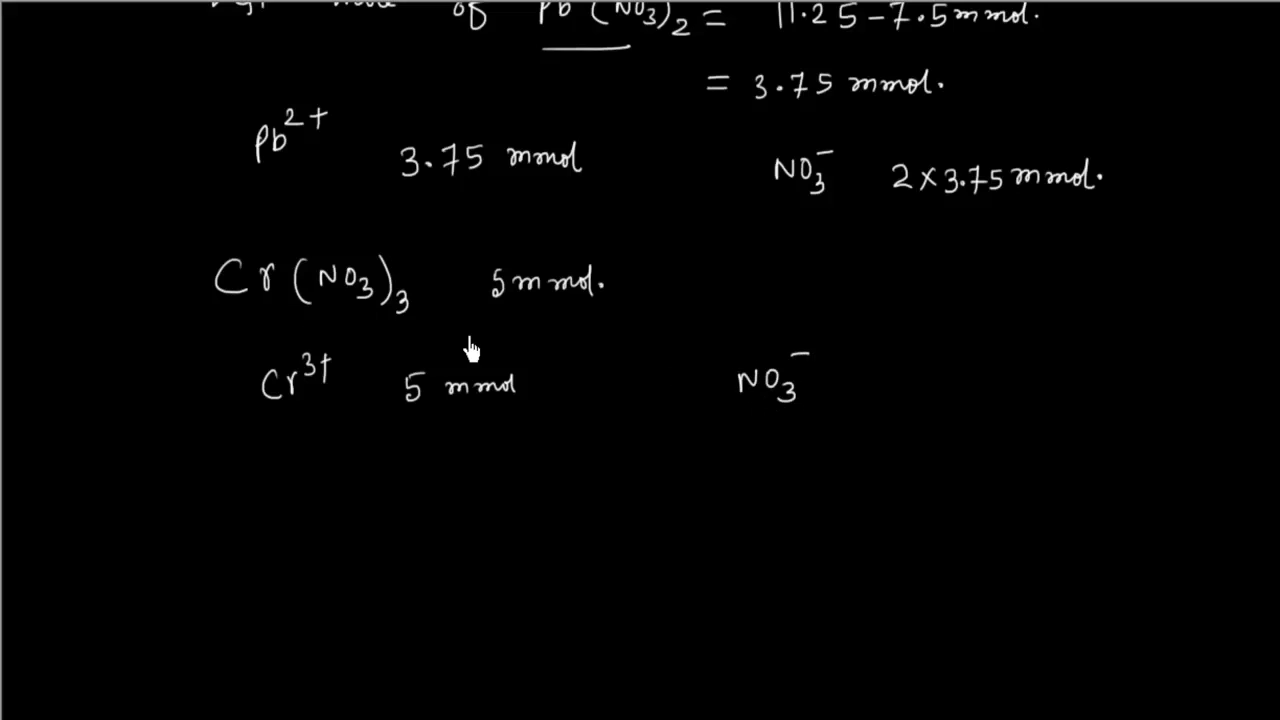 of Pb(NO₃)₂ = 11.25 - 7.5 mmol.
= 3.75 mmol.
Pb²⁺ 3.75 mmol NO₃⁻ 2 × 3.75 mmol.
Cr(NO₃)₃ 5 mmol.
Cr³⁺ 5 mmol NO₃⁻